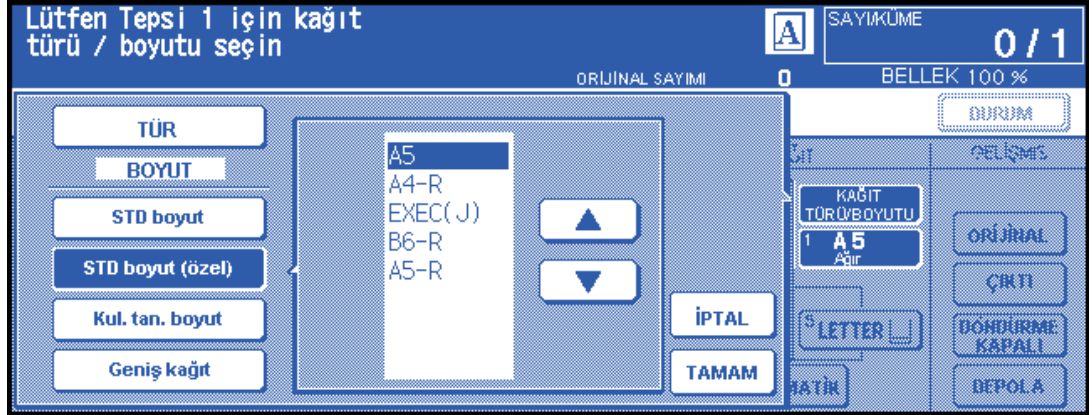 Lütfen Tepsi 1 için kağıt
türü / boyutu seçin
A
SAYI/KÜME
0 / 1
ORİJİNAL SAYIMI 0
BELLEK 100 %
DURUM
TÜR
BOYUT
STD boyut
STD boyut (özel)
Kul. tan. boyut
Geniş kağıt
A5
A4-R
EXEC(J)
B6-R
A5-R
İPTAL
TAMAM
GELİŞMİS
KAĞIT
TÜRÜ/BOYUTU
1 A5
Ağır
5 LETTER
ORİJİNAL
ÇIKTI
DÖNDÜRME
KAPALI
DEPOLA